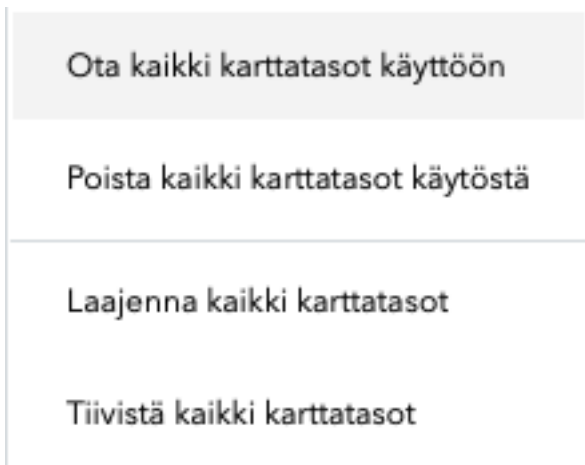 Ota kaikki karttatasot käyttöön
Poista kaikki karttatasot käytöstä
Laajenna kaikki karttatasot
Tiivistä kaikki karttatasot